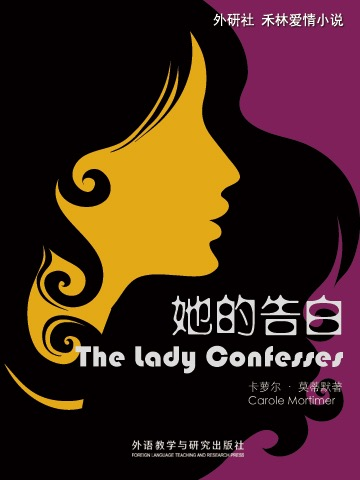 外研社 禾林爱情小说
她的告白
The Lady Confesses
卡萝尔 · 莫蒂默著
Carole Mortimer
外语教学与研究出版社
FOREIGN LANGUAGE TEACHING AND RESEARCH PRESS